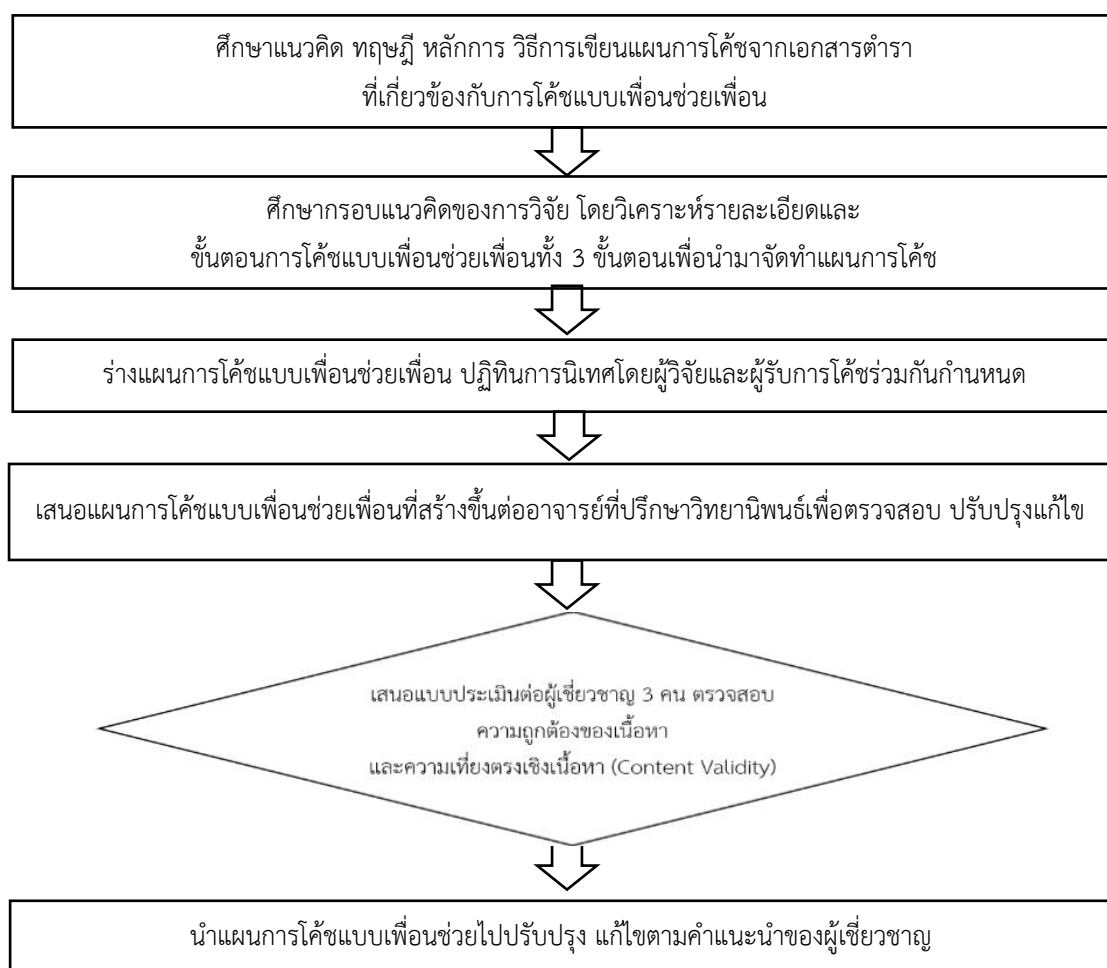 ศึกษาแนวคิด ทฤษฎี หลักการ วิธีการเขียนแผนการโค้ชจากเอกสารตำรา
ที่เกี่ยวข้องกับการโค้ชแบบเพื่อนช่วยเพื่อน
ศึกษากรอบแนวคิดของการวิจัย โดยวิเคราะห์รายละเอียดและ
ขั้นตอนการโค้ชแบบเพื่อนช่วยเพื่อนทั้ง 3 ขั้นตอนเพื่อนำมาจัดทำแผนการโค้ช
ร่างแผนการโค้ชแบบเพื่อนช่วยเพื่อน ปฏิทินการนิเทศโดยผู้วิจัยและผู้รับการโค้ชร่วมกันกำหนด
เสนอแผนการโค้ชแบบเพื่อนช่วยเพื่อนที่สร้างขึ้นต่ออาจารย์ที่ปรึกษาวิทยานิพนธ์เพื่อตรวจสอบ ปรับปรุงแก้ไข
เสนอแบบประเมินต่อผู้เชี่ยวชาญ 3 คน ตรวจสอบ
ความถูกต้องของเนื้อหา
และความเที่ยงตรงเชิงเนื้อหา (Content Validity)
นำแผนการโค้ชแบบเพื่อนช่วยไปปรับปรุง แก้ไขตามคำแนะนำของผู้เชี่ยวชาญ